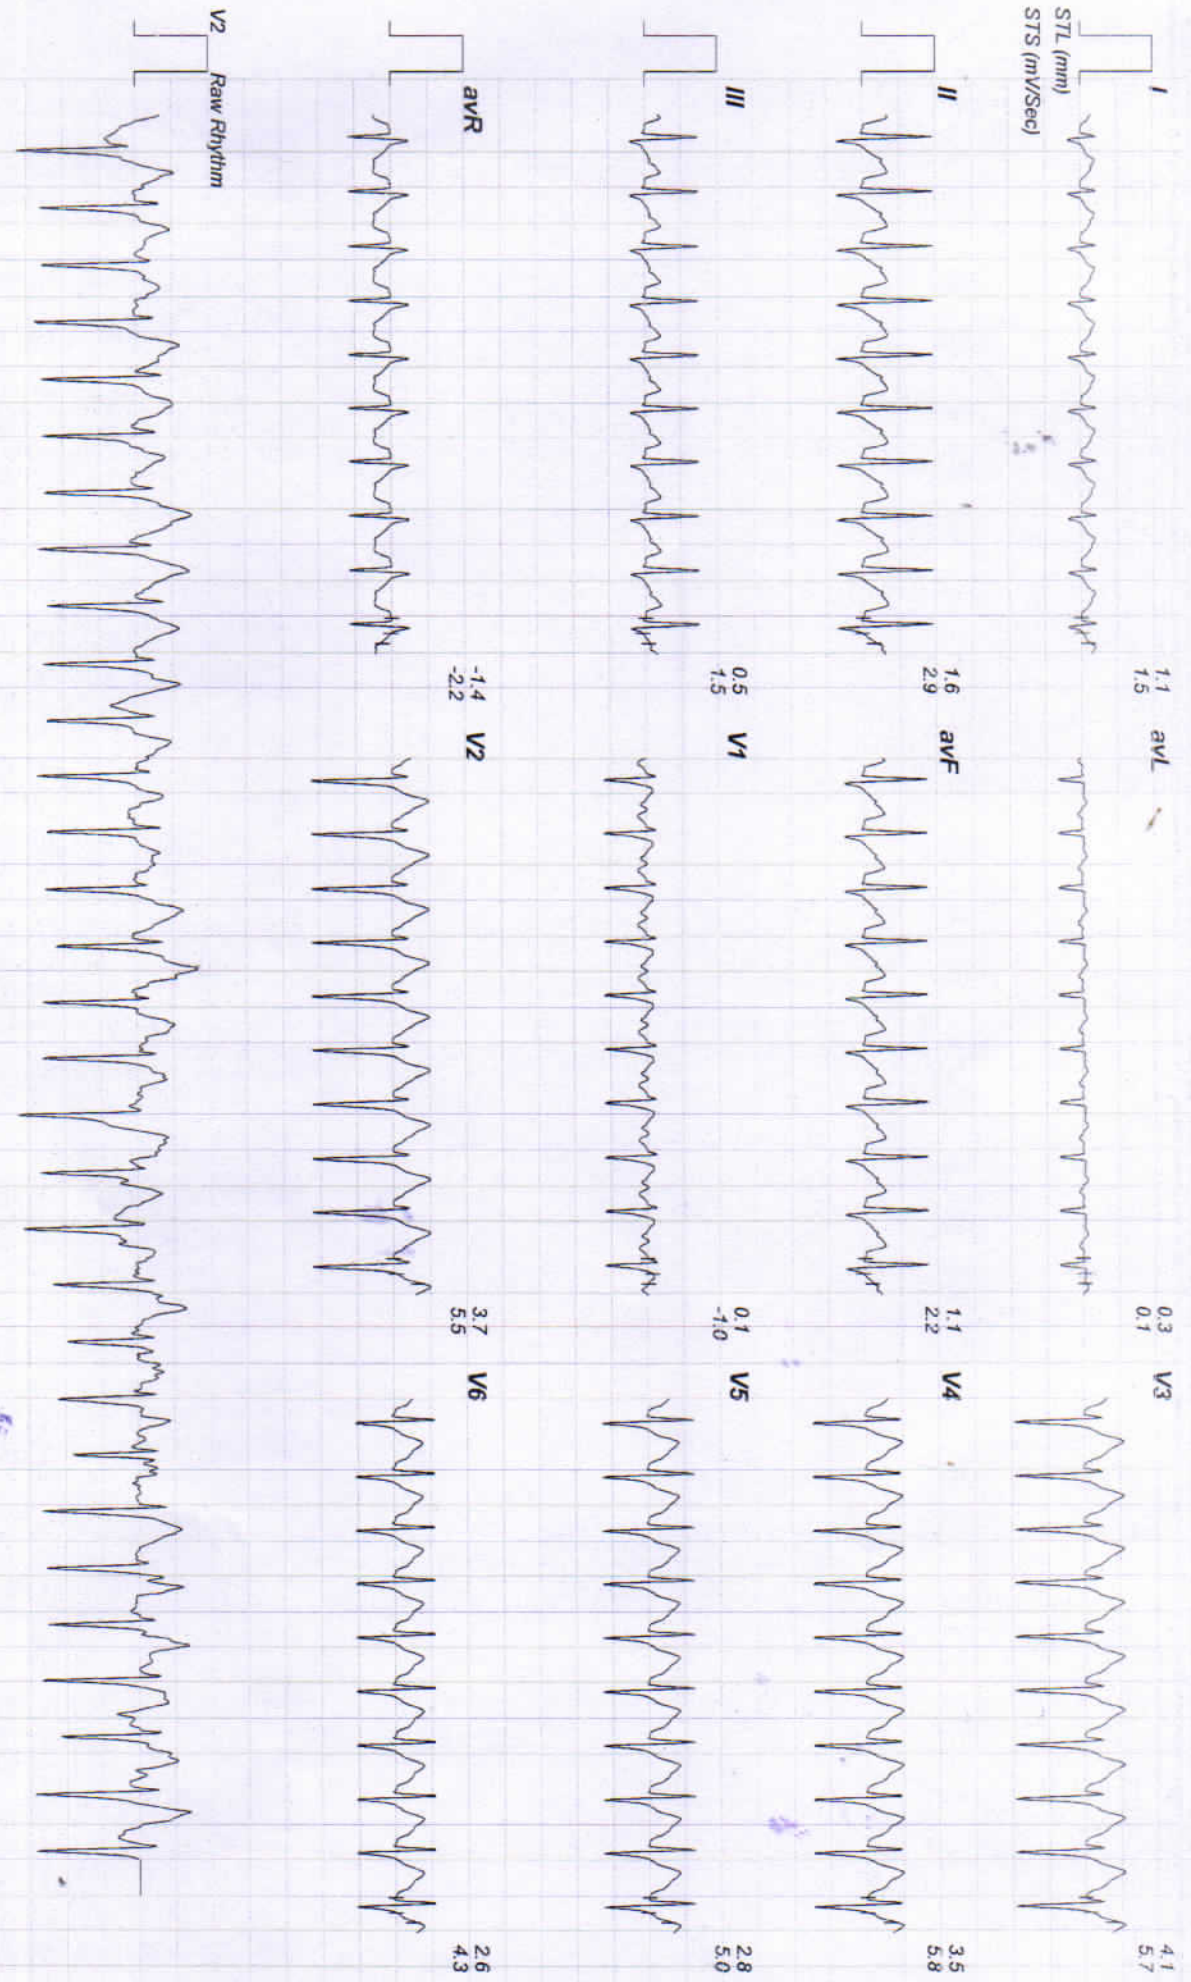 I
STL (mm)
STS (mV/Sec)
1.1
1.5
avL
0.3
0.1
V3
4.1
5.7
II
1.6
2.9
avF
1.1
2.2
V4
3.5
5.8
III
0.5
1.5
V1
0.1
-1.0
V5
2.8
5.0
avR
-1.4
-2.2
V2
3.7
5.5
V6
2.6
4.3
V2 Raw Rhythm